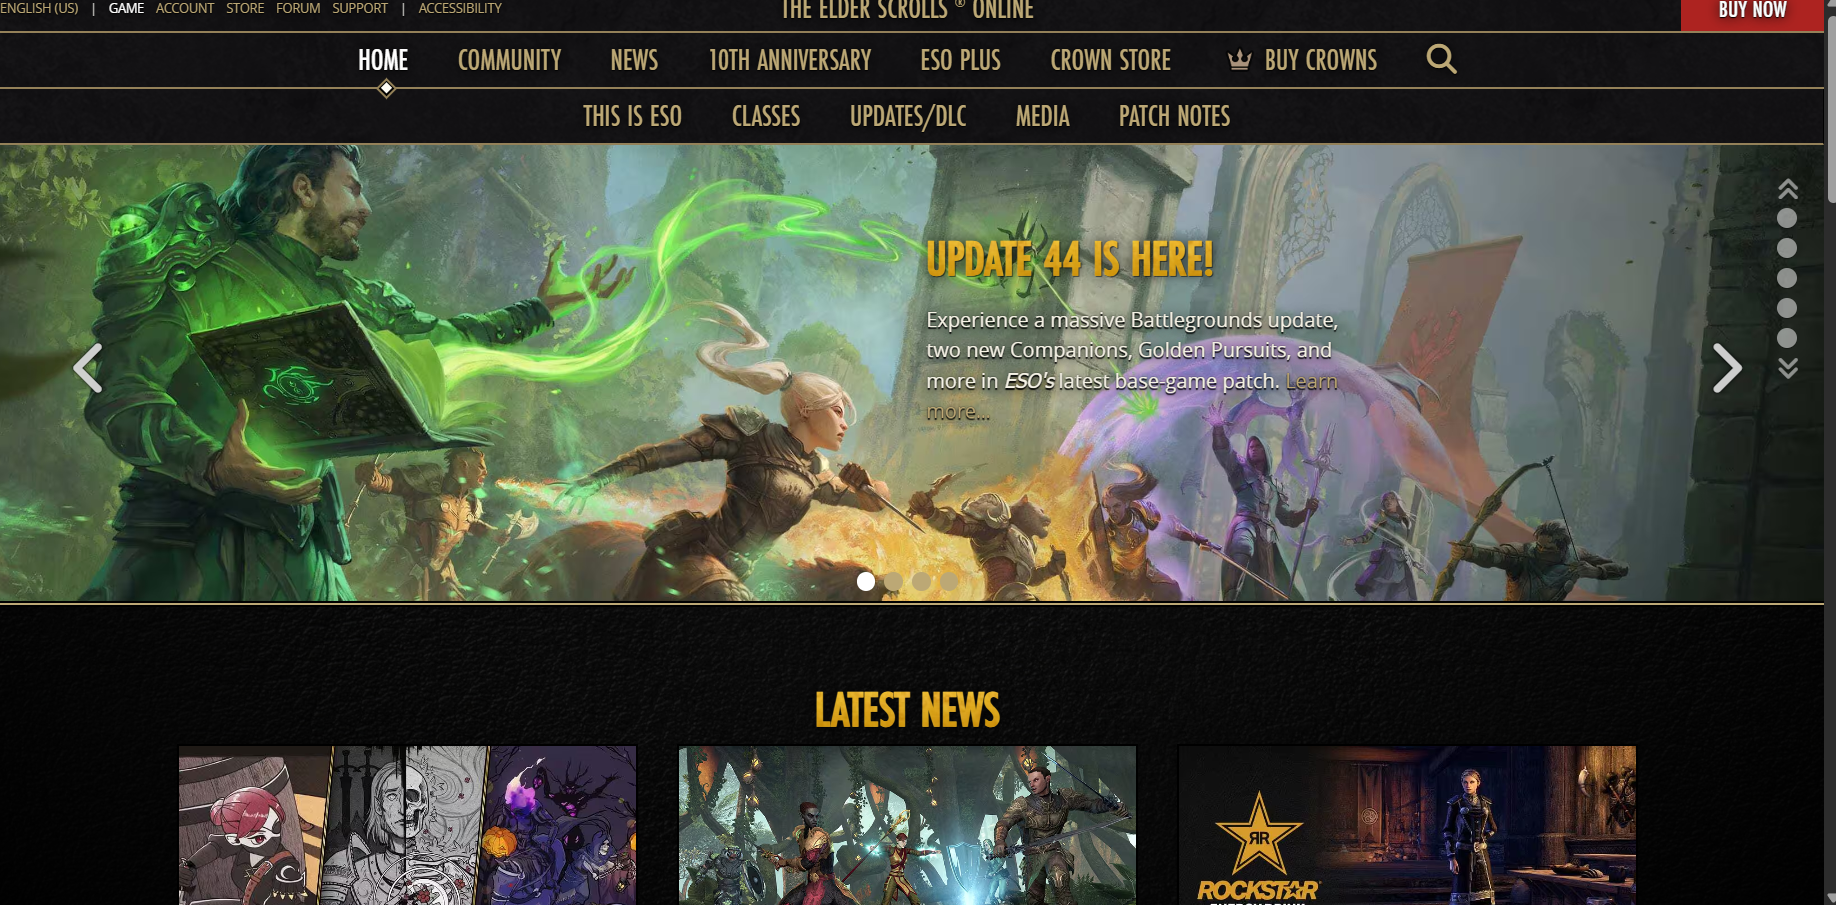 ENGLISH (US) | GAME ACCOUNT STORE FORUM SUPPORT | ACCESSIBILITY
THE ELDER SCROLLS ® ONLINE
BUY NOW
HOME COMMUNITY NEWS 10TH ANNIVERSARY ESO PLUS CROWN STORE BUY CROWNS
THIS IS ESO CLASSES UPDATES/DLC MEDIA PATCH NOTES
UPDATE 44 IS HERE!
Experience a massive Battlegrounds update,
two new Companions, Golden Pursuits, and
more in ESO's latest base-game patch. Learn
more...
LATEST NEWS
R R
ROCKSTAR